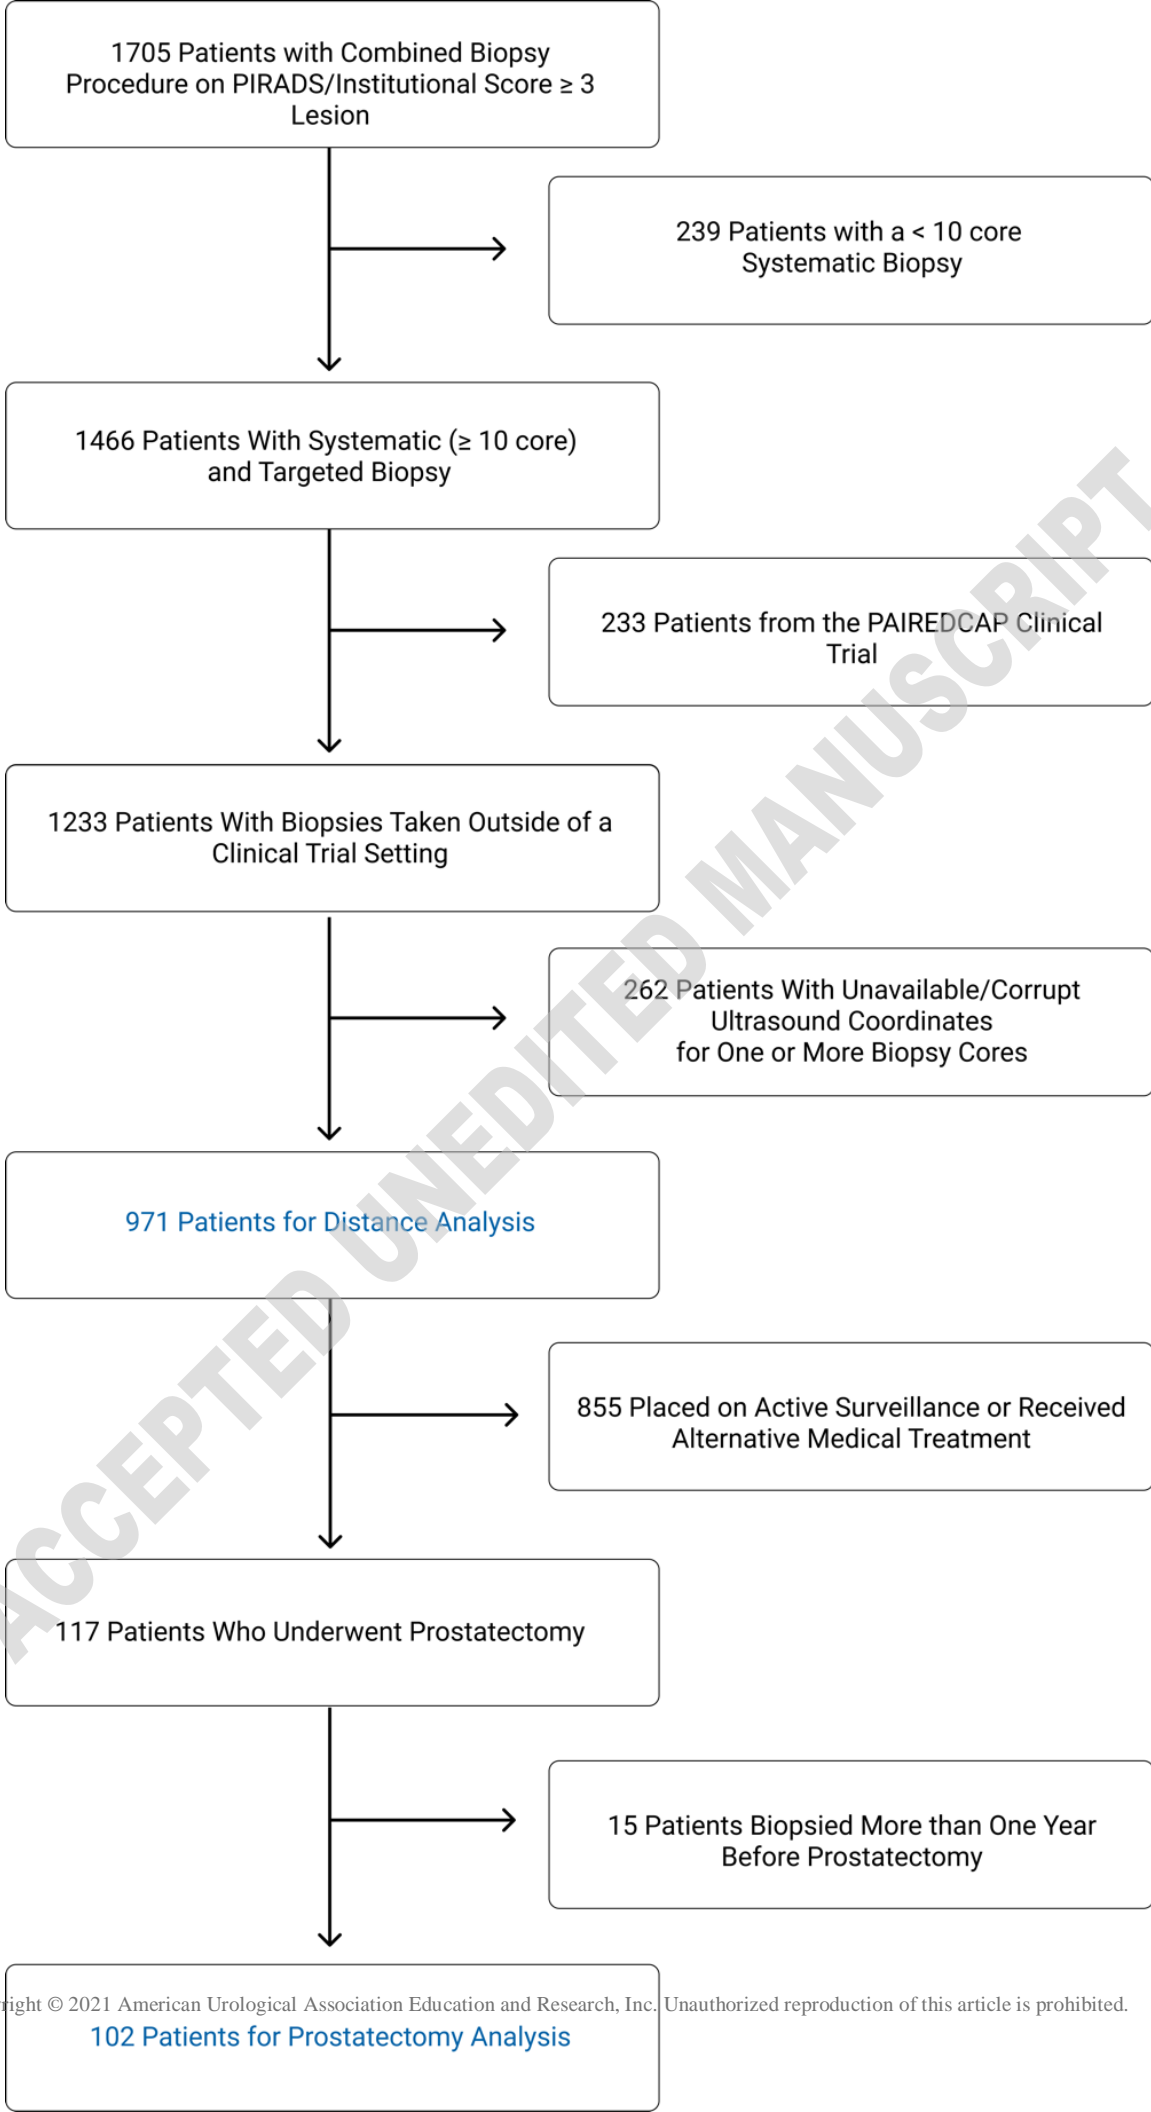 1705 Patients with Combined Biopsy
Procedure on PIRADS/Institutional Score ≥ 3
Lesion
239 Patients with a < 10 core
Systematic Biopsy
1466 Patients With Systematic (≥ 10 core)
and Targeted Biopsy
233 Patients from the PAIREDCAP Clinical
Trial
1233 Patients With Biopsies Taken Outside of a
Clinical Trial Setting
262 Patients With Unavailable/Corrupt
Ultrasound Coordinates
for One or More Biopsy Cores
971 Patients for Distance Analysis
855 Placed on Active Surveillance or Received
Alternative Medical Treatment
117 Patients Who Underwent Prostatectomy
15 Patients Biopsied More than One Year
Before Prostatectomy
right © 2021 American Urological Association Education and Research, Inc. Unauthorized reproduction of this article is prohibited.
102 Patients for Prostatectomy Analysis
ACCEPTED UNEDITED MANUSCRIPT